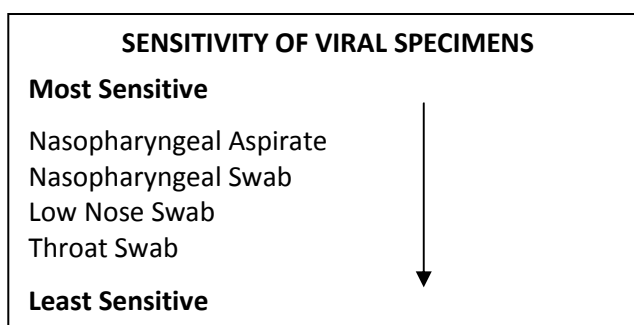 SENSITIVITY OF VIRAL SPECIMENS
Most Sensitive
Nasopharyngeal Aspirate
Nasopharyngeal Swab
Low Nose Swab
Throat Swab
Least Sensitive